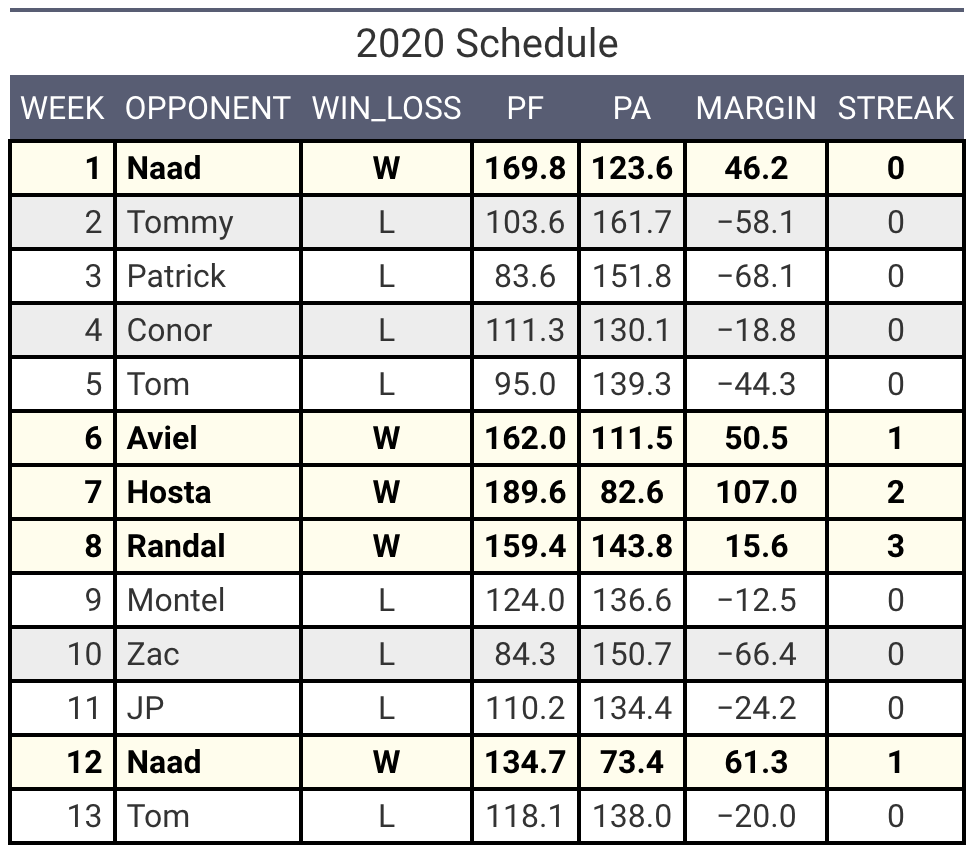 2020 Schedule
WEEK OPPONENT WIN_LOSS PF PA MARGIN STREAK
1 Naad W 169.8 123.6 46.2 0
2 Tommy L 103.6 161.7 −58.1 0
3 Patrick L 83.6 151.8 −68.1 0
4 Conor L 111.3 130.1 −18.8 0
5 Tom L 95.0 139.3 −44.3 0
6 Aviel W 162.0 111.5 50.5 1
7 Hosta W 189.6 82.6 107.0 2
8 Randal W 159.4 143.8 15.6 3
9 Montel L 124.0 136.6 −12.5 0
10 Zac L 84.3 150.7 −66.4 0
11 JP L 110.2 134.4 −24.2 0
12 Naad W 134.7 73.4 61.3 1
13 Tom L 118.1 138.0 −20.0 0